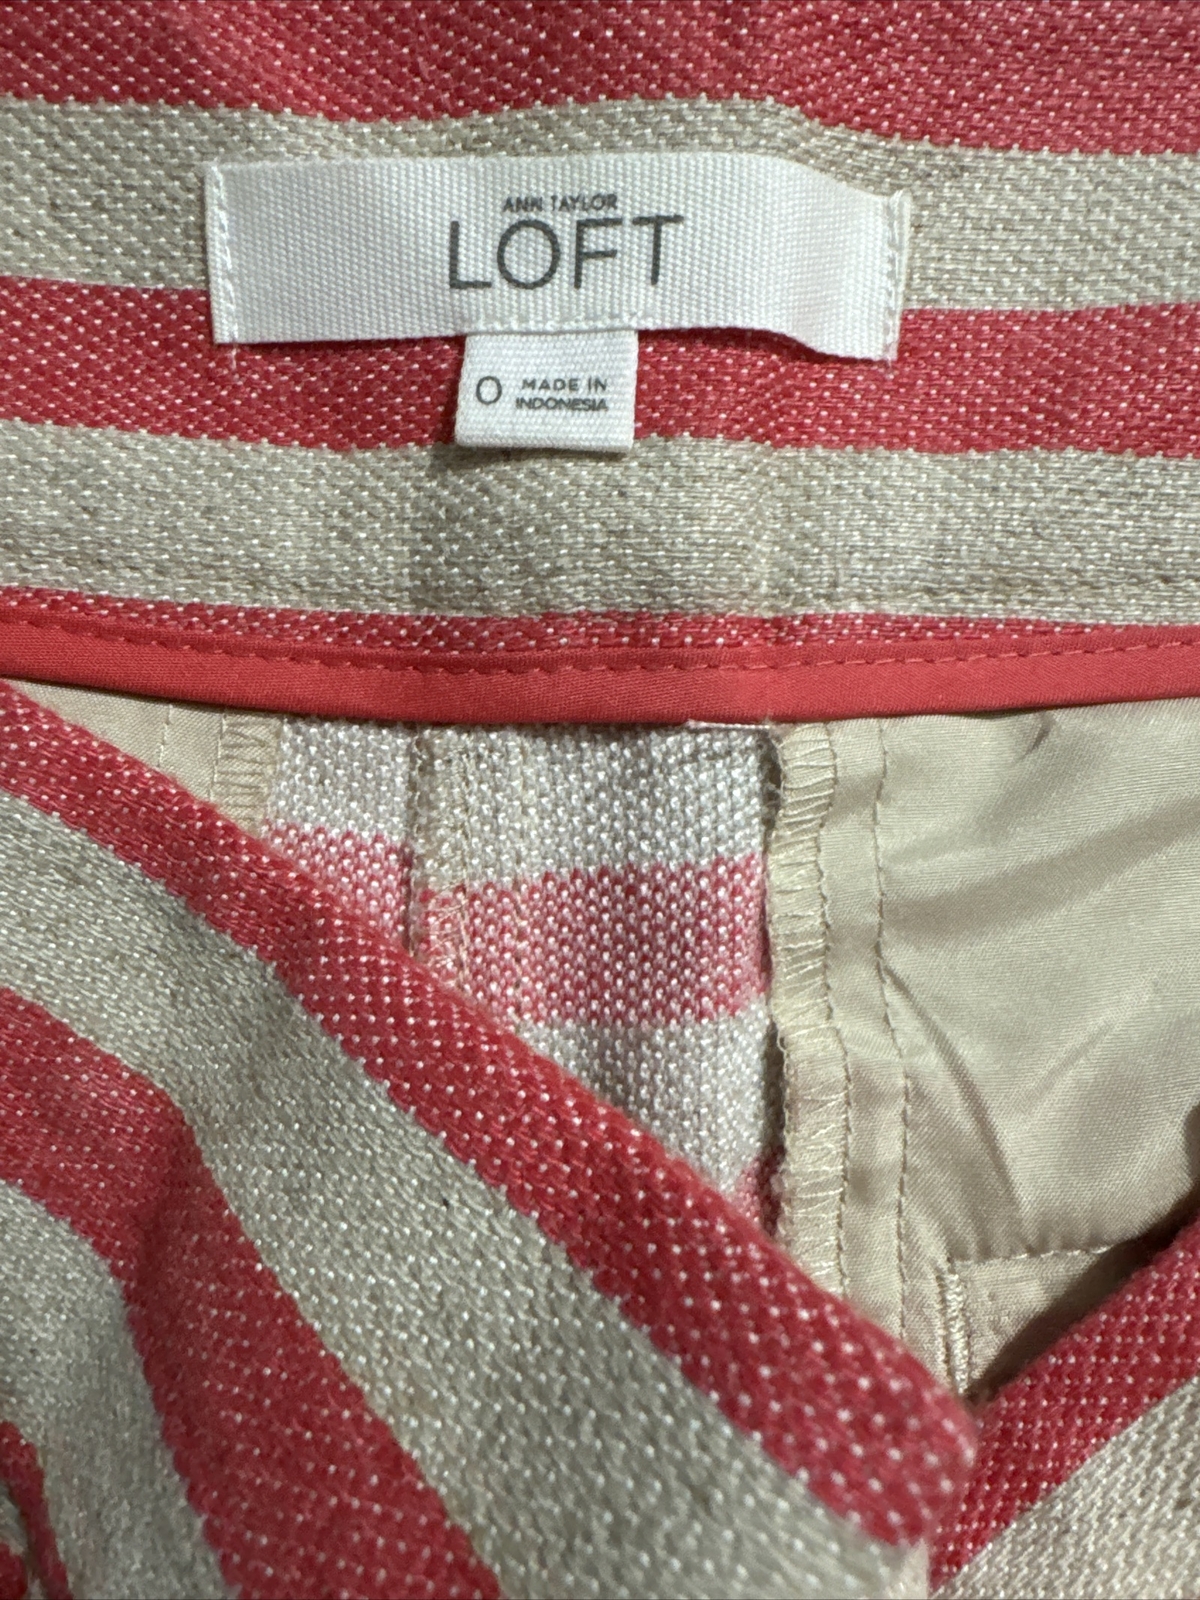 ANN TAYLOR
LOFT
0 MADE IN
INDONESIA